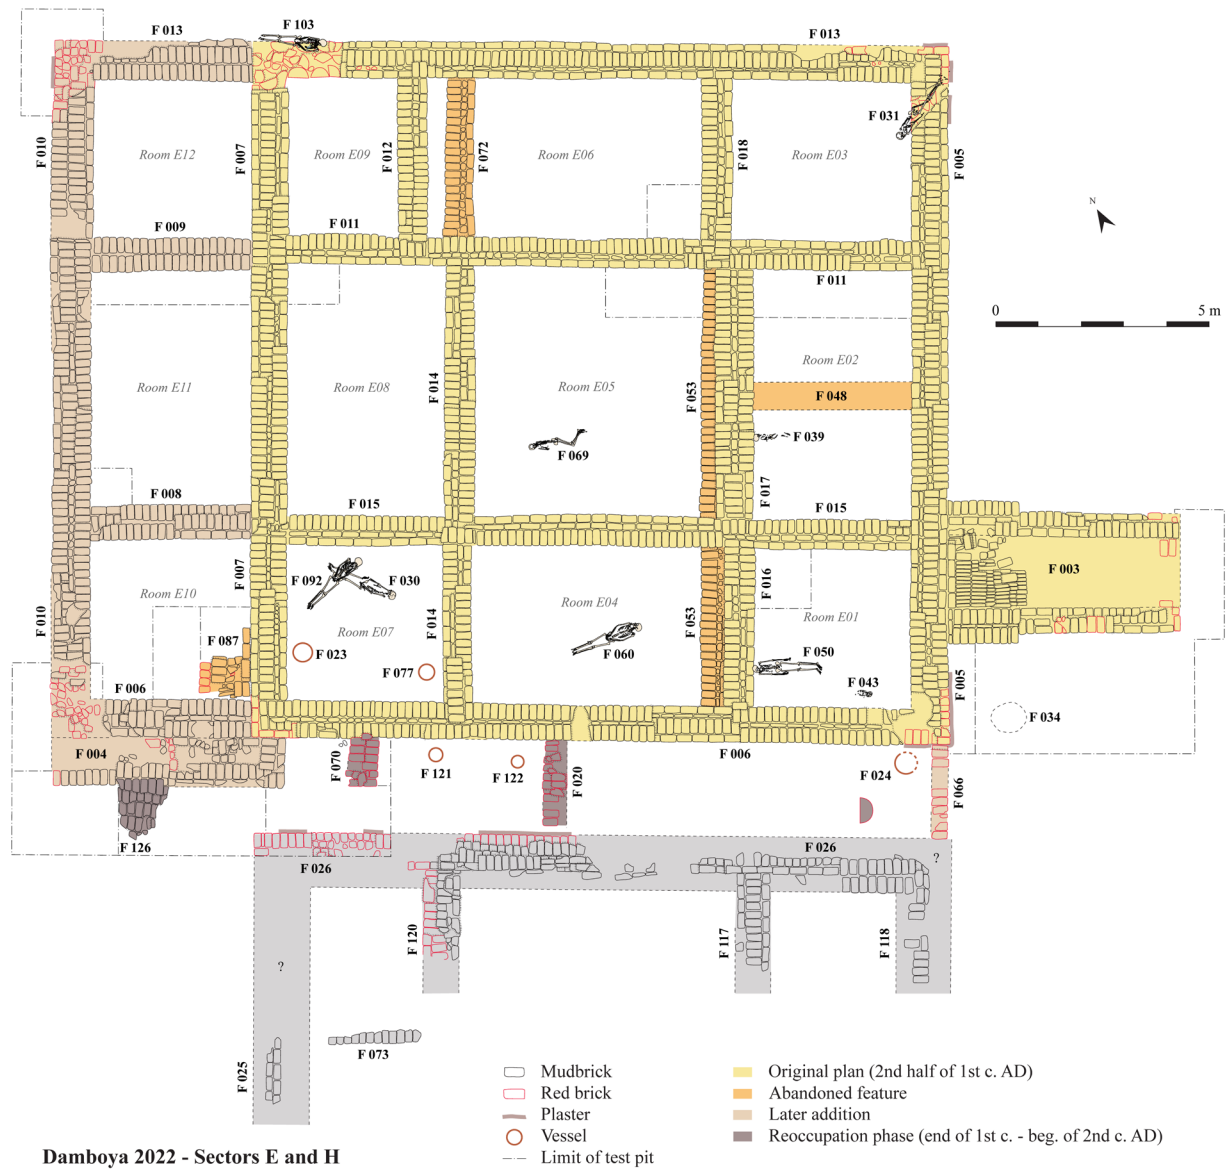 F 103
F 013
F 013
F 031
F 010
Room E12
F 007
Room E09
F 012
F 072
Room E06
F 018
Room E03
F 005
N
F 009
F 011
F 011
0
5 m
Room E11
Room E08
F 014
Room E05
F 053
Room E02
F 048
F 039
F 069
F 017
F 008
F 015
F 015
F 007
F 092
F 030
F 014
Room E04
F 053
F 016
Room E01
F 003
Room E10
F 010
F 087
Room E07
F 023
F 077
F 060
F 050
F 043
F 005
F 034
F 006
F 004
F 070
F 121
F 122
F 020
F 006
F 024
F 066
F 126
F 026
F 026
?
F 120
F 117
F 118
?
F 073
F 025
Mudbrick
Red brick
Plaster
Vessel
Limit of test pit
Original plan (2nd half of 1st c. AD)
Abandoned feature
Later addition
Reoccupation phase (end of 1st c. - beg. of 2nd c. AD)
Damboya 2022 - Sectors E and H